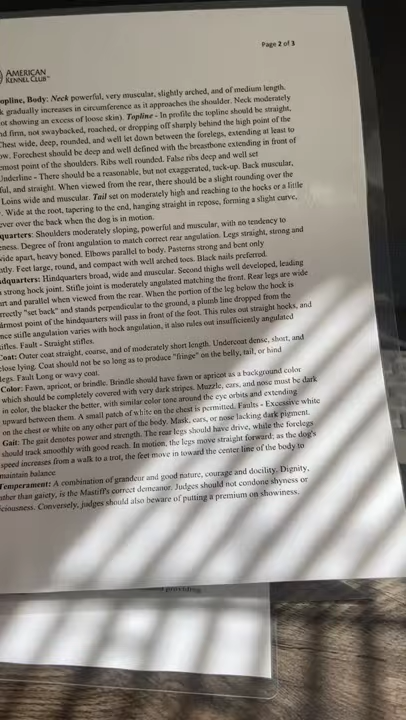 Page 2 of 3
AMERICAN
KENNEL CLUB
opline, Body: Neck powerful, very muscular, slightly arched, and of medium length.
k gradually increases in circumference as it approaches the shoulder. Neck moderately
ot showing an excess of loose skin). Topline - In profile the topline should be straight,
nd firm, not swaybacked, roached, or dropping off sharply behind the high point of the
Chest wide, deep, rounded, and well let down between the forelegs, extending at least to
ow. Forechest should be deep and well defined with the breastbone extending in front of
emost point of the shoulders. Ribs well rounded. False ribs deep and well set
Underline - There should be a reasonable, but not exaggerated, tuck-up. Back muscular,
ful, and straight. When viewed from the rear, there should be a slight rounding over the
Loins wide and muscular. Tail set on moderately high and reaching to the hocks or a little
. Wide at the root, tapering to the end, hanging straight in repose, forming a slight curve,
ever over the back when the dog is in motion.
quarters: Shoulders moderately sloping, powerful and muscular, with no tendency to
eness. Degree of front angulation to match correct rear angulation. Legs straight, strong and
wide apart, heavy boned. Elbows parallel to body. Pasterns strong and bent only
ntly. Feet large, round, and compact with well arched toes. Black nails preferred.
dquarters: Hindquarters broad, wide and muscular. Second thighs well developed, leading
a strong hock joint. Stifle joint is moderately angulated matching the front. Rear legs are wide
art and parallel when viewed from the rear. When the portion of the leg below the hock is
rrectly "set back" and stands perpendicular to the ground, a plumb line dropped from the
armost point of the hindquarters will pass in front of the foot. This rules out straight hocks, and
nce stifle angulation varies with hock angulation, it also rules out insufficiently angulated
ifles. Fault - Straight stifles.
Coat: Outer coat straight, coarse, and of moderately short length. Undercoat dense, short, and
close lying. Coat should not be so long as to produce "fringe" on the belly, tail, or hind
legs. Fault Long or wavy coat.
Color: Fawn, apricot, or brindle. Brindle should have fawn or apricot as a background color
which should be completely covered with very dark stripes. Muzzle, ears, and nose must be dark
in color, the blacker the better, with similar color tone around the eye orbits and extending
upward between them. A small patch of white on the chest is permitted. Faults - Excessive white
on the chest or white on any other part of the body. Mask, ears, or nose lacking dark pigment.
Gait: The gait denotes power and strength. The rear legs should have drive, while the forelegs
should track smoothly with good reach. In motion, the legs move straight forward; as the dog's
speed increases from a walk to a trot, the feet move in toward the center line of the body to
maintain balance.
Temperament: A combination of grandeur and good nature, courage and docility. Dignity,
ather than gaiety, is the Mastiff's correct demeanor. Judges should not condone shyness or
iciousness. Conversely, judges should also beware of putting a premium on showiness.
providing